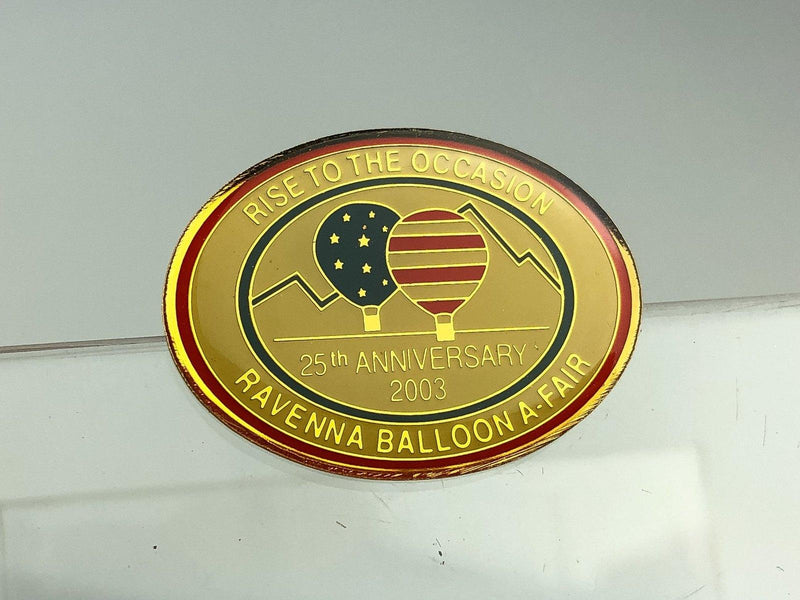 RISE TO THE OCCASION
25th ANNIVERSARY
2003
RAVENNA BALLOON A-FAIR